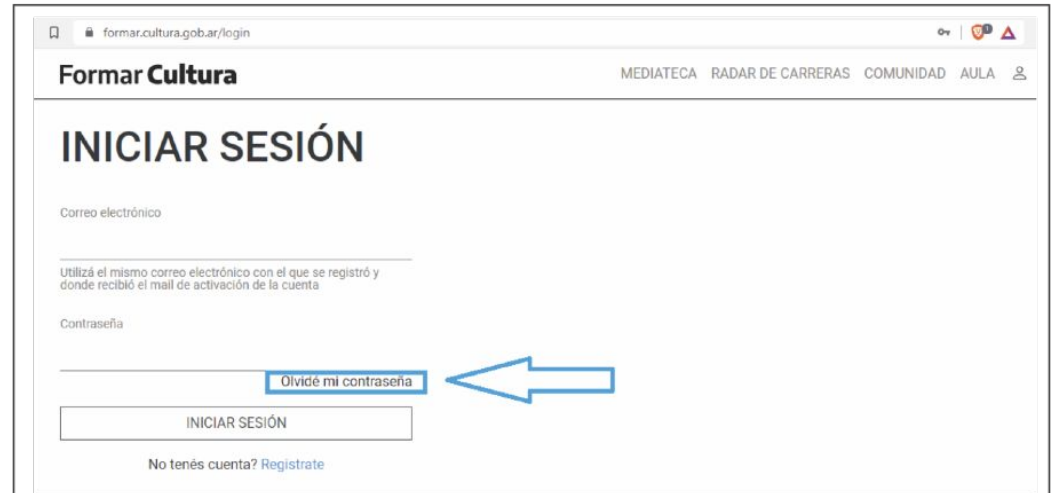 formar.cultura.gob.ar/login
Formar Cultura
MEDIATECA RADAR DE CARRERAS COMUNIDAD AULA
INICIAR SESIÓN
Correo electrónico
Utilizá el mismo correo electrónico con el que se registró y
donde recibió el mail de activación de la cuenta
Contraseña
Olvidé mi contraseña
INICIAR SESIÓN
No tenés cuenta? Registrate